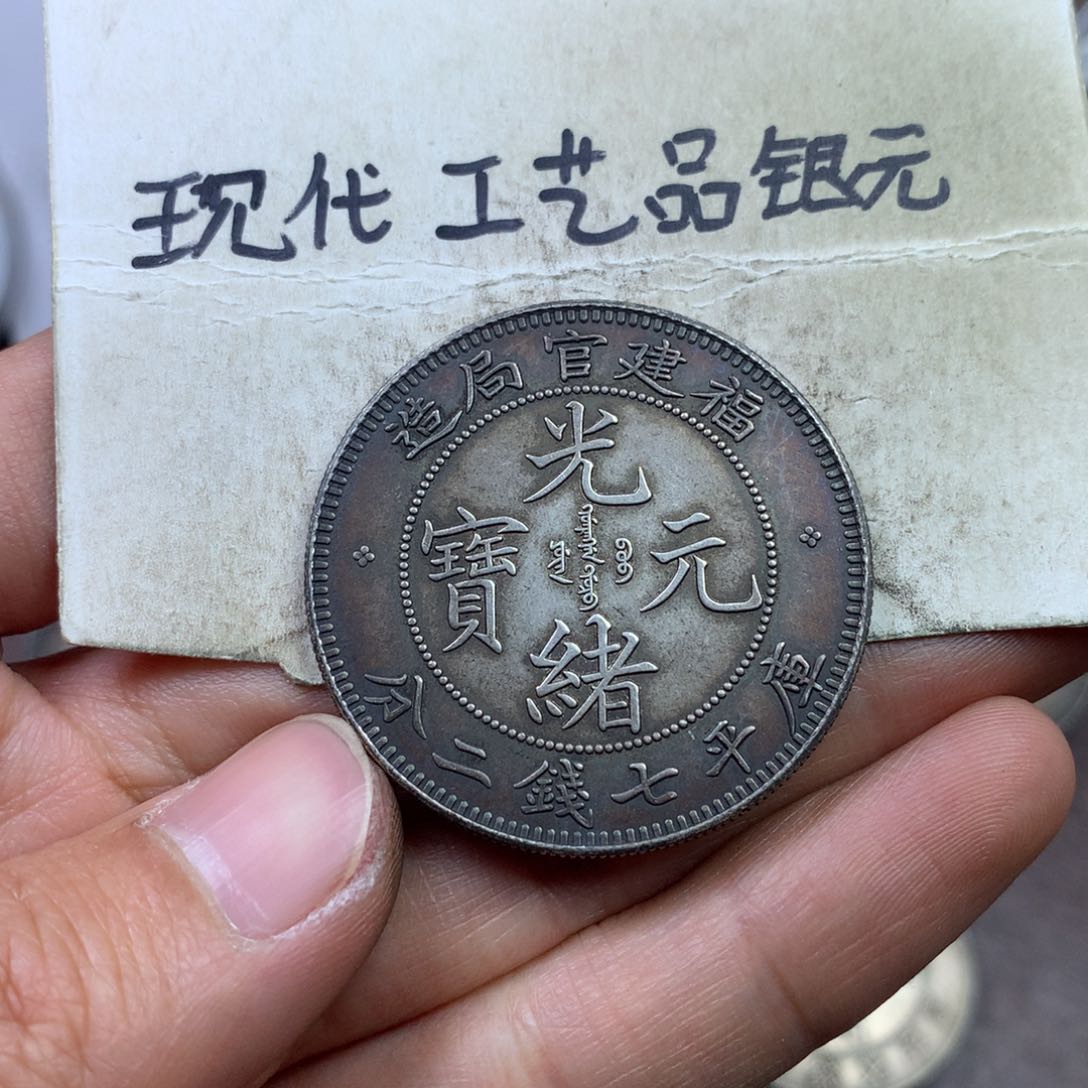 现代工艺品银元
福建官局造
光緒元寶
庫平七錢二分